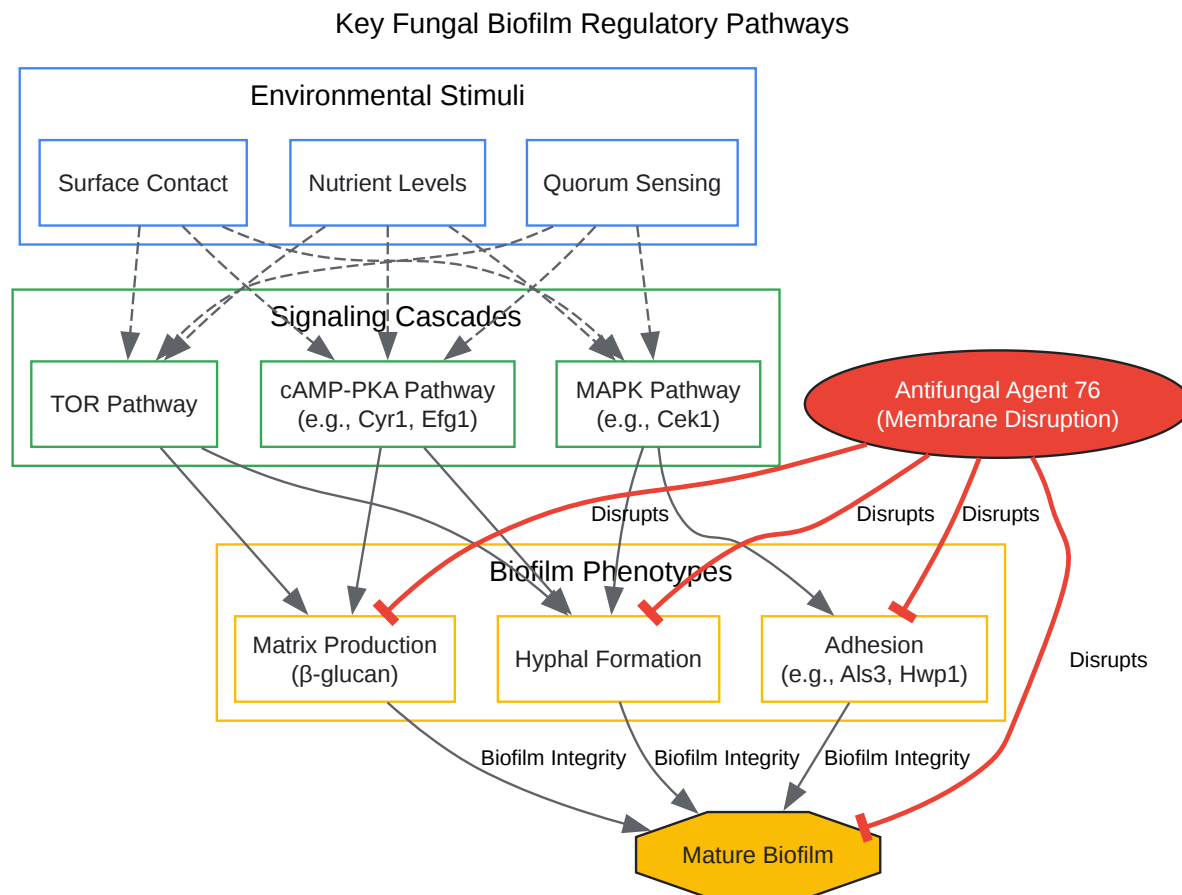 Key Fungal Biofilm Regulatory Pathways
Environmental Stimuli
Surface Contact
Nutrient Levels
Quorum Sensing
Signaling Cascades
TOR Pathway
cAMP-PKA Pathway
(e.g., Cyr1, Efg1)
MAPK Pathway
(e.g., Cek1)
Antifungal Agent 76
(Membrane Disruption)
Disrupts
Disrupts
Disrupts
Biofilm Phenotypes
Matrix Production
(β-glucan)
Hyphal Formation
Adhesion
(e.g., Als3, Hwp1)
Disrupts
Biofilm Integrity
Biofilm Integrity
Biofilm Integrity
Mature Biofilm